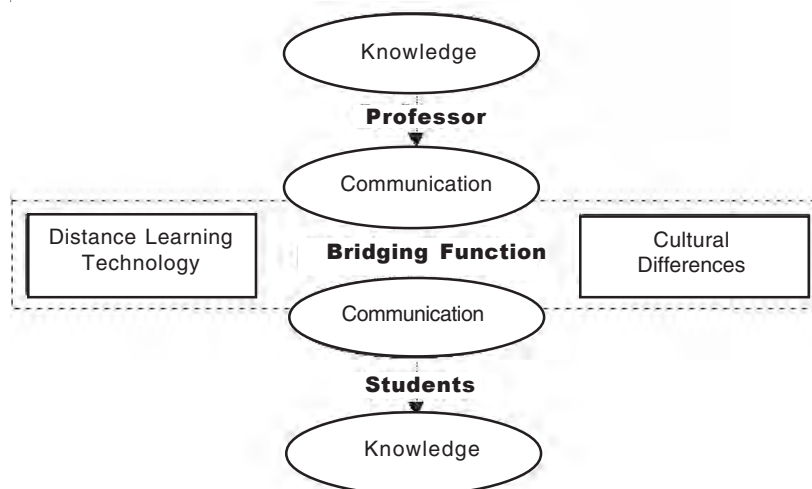 Knowledge
Professor
Communication
Distance Learning
Technology
Bridging Function
Cultural
Differences
Communication
Students
Knowledge